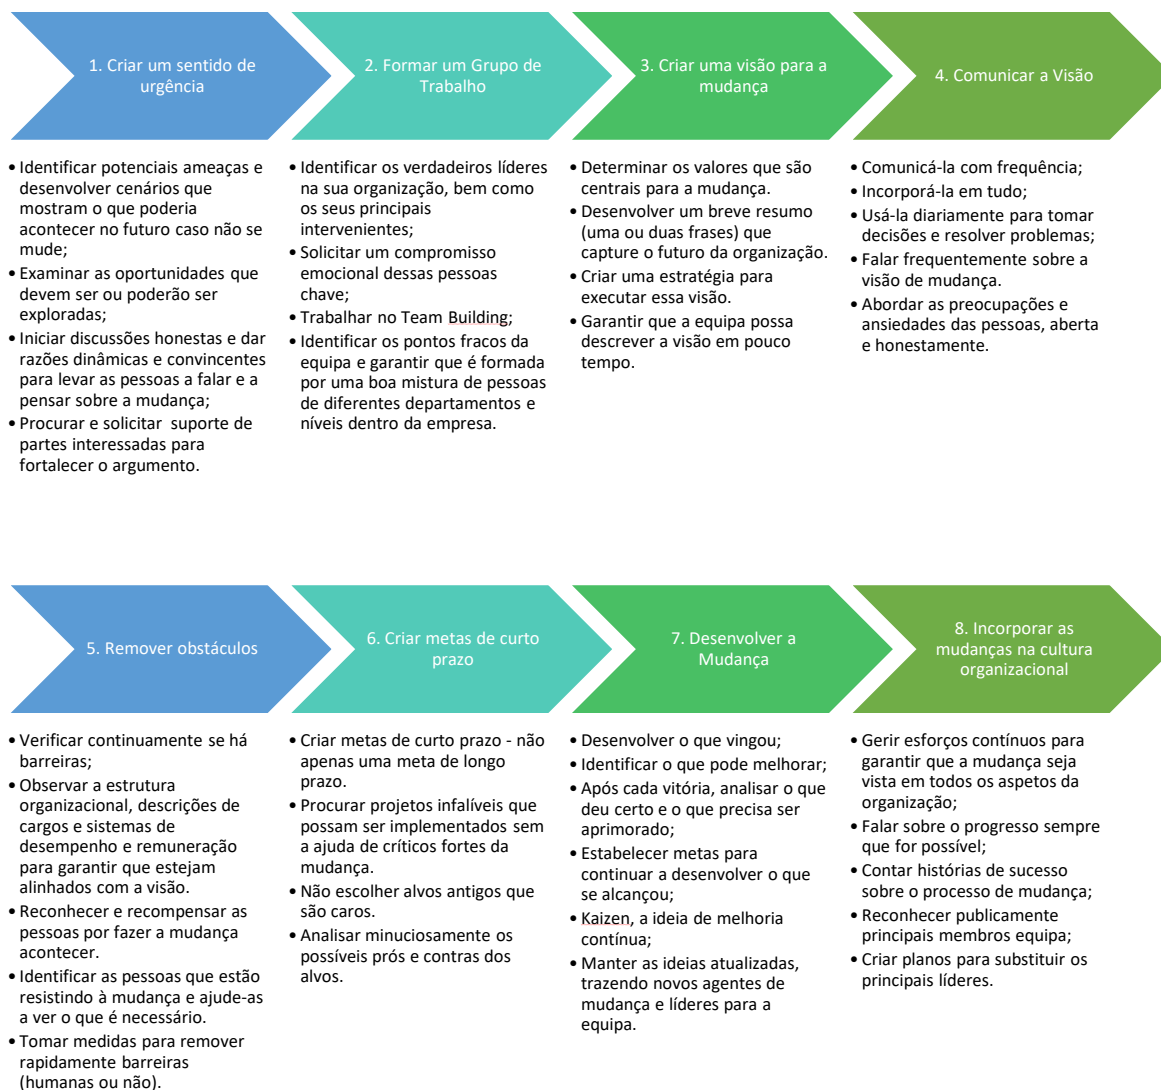 1. Criar um sentido de
urgência
2. Formar um Grupo de
Trabalho
3. Criar uma visão para a
mudança
4. Comunicar a Visão
• Identificar potenciais ameaças e
desenvolver cenários que
mostram o que poderia
acontecer no futuro caso não se
mude;
• Examinar as oportunidades que
devem ser ou poderão ser
exploradas;
• Iniciar discussões honestas e dar
razões dinâmicas e convincentes
para levar as pessoas a falar e a
pensar sobre a mudança;
• Procurar e solicitar suporte de
partes interessadas para
fortalecer o argumento.
• Identificar os verdadeiros líderes
na sua organização, bem como
os seus principais
intervenientes;
• Solicitar um compromisso
emocional dessas pessoas
chave;
• Trabalhar no Team Building;
• Identificar os pontos fracos da
equipa e garantir que é formada
por uma boa mistura de pessoas
de diferentes departamentos e
níveis dentro da empresa.
• Determinar os valores que são
centrais para a mudança.
• Desenvolver um breve resumo
(uma ou duas frases) que
capture o futuro da organização.
• Criar uma estratégia para
executar essa visão.
• Garantir que a equipa possa
descrever a visão em pouco
tempo.
• Comunicá-la com frequência;
• Incorporá-la em tudo;
• Usá-la diariamente para tomar
decisões e resolver problemas;
• Falar frequentemente sobre a
visão de mudança.
• Abordar as preocupações e
ansiedades das pessoas, aberta
e honestamente.
5. Remover obstáculos
6. Criar metas de curto
prazo
7. Desenvolver a
Mudança
8. Incorporar as
mudanças na cultura
organizacional
• Verificar continuamente se há
barreiras;
• Observar a estrutura
organizacional, descrições de
cargos e sistemas de
desempenho e remuneração
para garantir que estejam
alinhados com a visão.
• Reconhecer e recompensar as
pessoas por fazer a mudança
acontecer.
• Identificar as pessoas que estão
resistindo à mudança e ajude-as
a ver o que é necessário.
• Tomar medidas para remover
rapidamente barreiras
(humanas ou não).
• Criar metas de curto prazo - não
apenas uma meta de longo
prazo.
• Procurar projetos infalíveis que
possam ser implementados sem
a ajuda de críticos fortes da
mudança.
• Não escolher alvos antigos que
são caros.
• Analisar minuciosamente os
possíveis prós e contras dos
alvos.
• Desenvolver o que vingou;
• Identificar o que pode melhorar;
• Após cada vitória, analisar o que
deu certo e o que precisa ser
aprimorado;
• Estabelecer metas para
continuar a desenvolver o que
se alcançou;
• Kaizen, a ideia de melhoria
contínua;
• Manter as ideias atualizadas,
trazendo novos agentes de
mudança e líderes para a
equipa.
• Gerir esforços contínuos para
garantir que a mudança seja
vista em todos os aspetos da
organização;
• Falar sobre o progresso sempre
que for possível;
• Contar histórias de sucesso
sobre o processo de mudança;
• Reconhecer publicamente
principais membros equipa;
• Criar planos para substituir os
principais líderes.